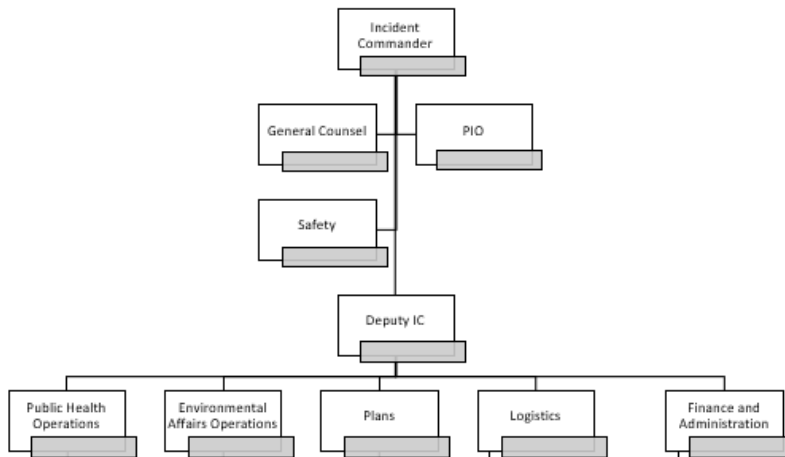 Incident
Commander
General Counsel
PIO
Safety
Deputy IC
Public Health
Operations
Environmental
Affairs Operations
Plans
Logistics
Finance and
Administration